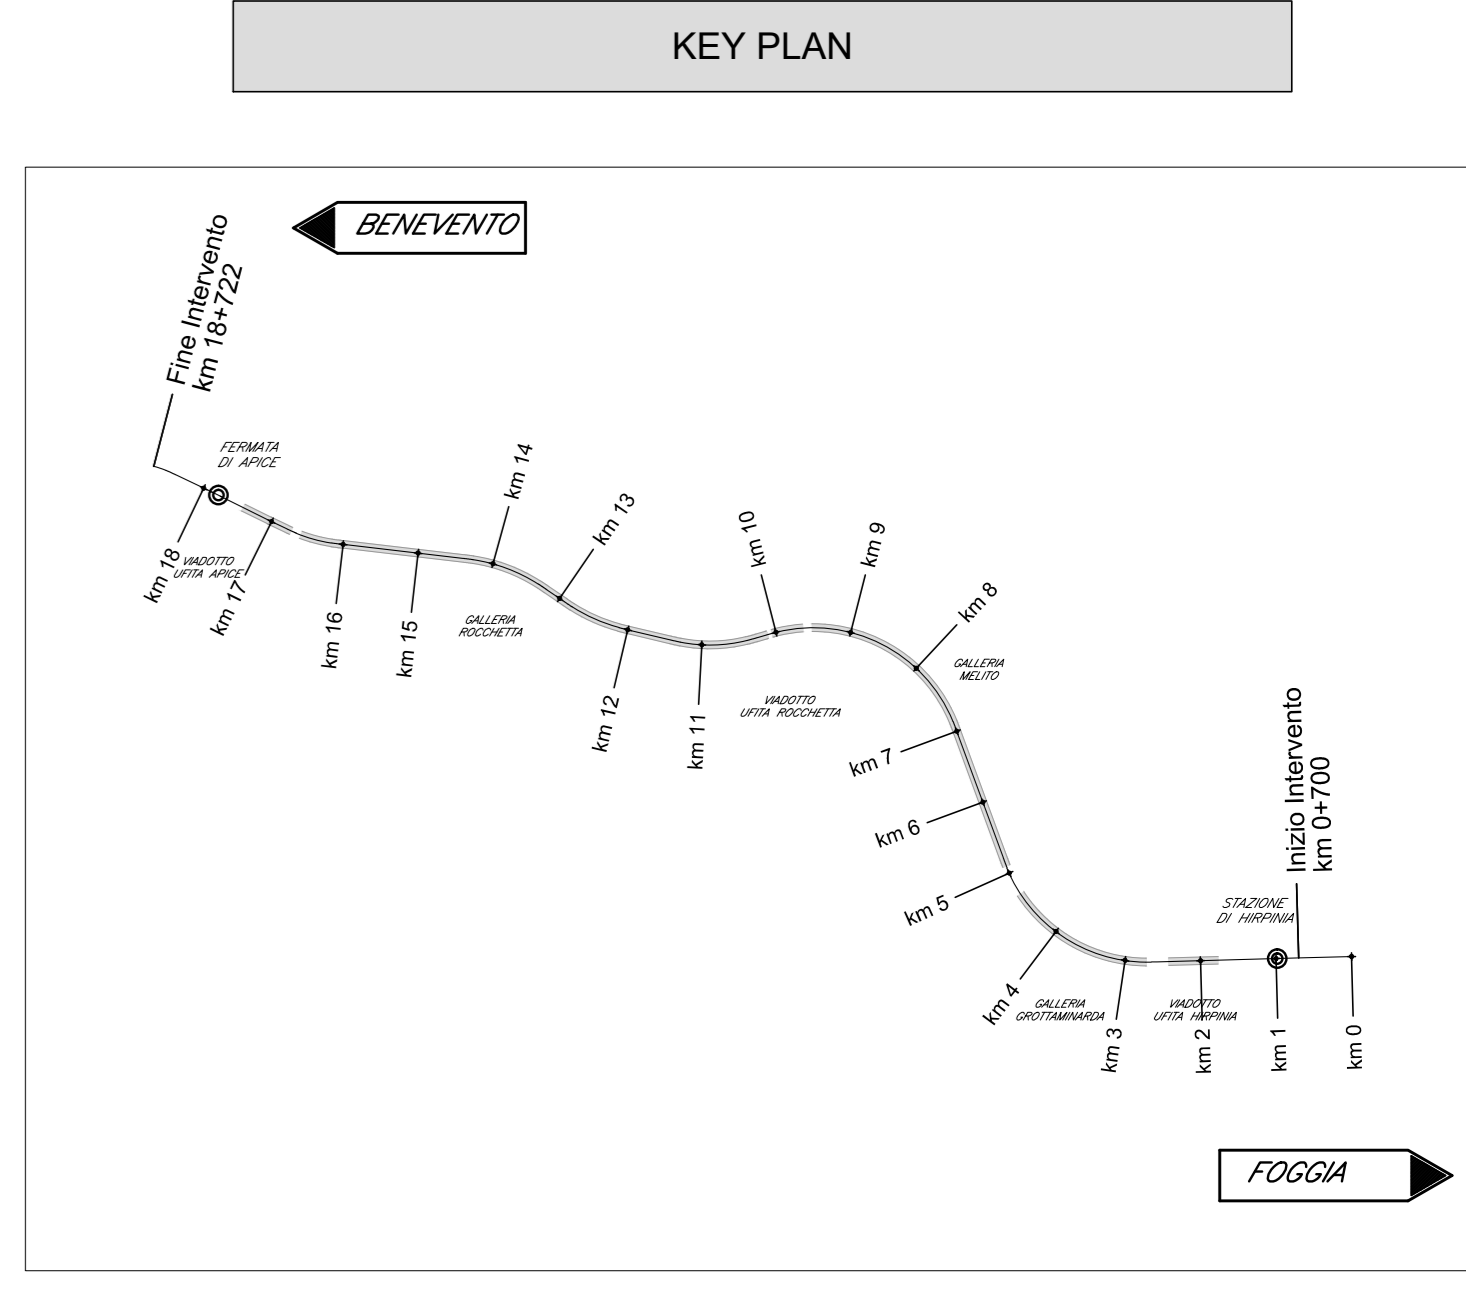 KEY PLAN
BENEVENTO
Fine Intervento
km 18+722
FERMATA
DI APICE
km 18
VIADOTTO
UFITA APICE
km 17
km 16
km 15
km 14
GALLERIA
ROCCHETTA
km 13
km 12
km 11
km 10
VIADOTTO
UFITA ROCCHETTA
km 9
km 8
GALLERIA
MELITO
km 7
km 6
km 5
km 4
GALLERIA
GROTTAMINARDA
km 3
VIADOTTO
UFITA HIRPINIA
km 2
STAZIONE
DI HIRPINIA
Inizio Intervento
km 0+700
km 1
km 0
FOGGIA